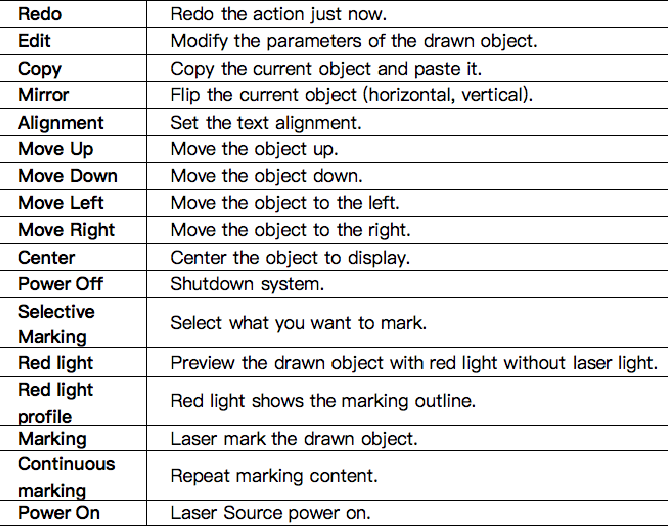 Redo Redo the action just now.
Edit Modify the parameters of the drawn object.
Copy Copy the current object and paste it.
Mirror Flip the current object (horizontal, vertical).
Alignment Set the text alignment.
Move Up Move the object up.
Move Down Move the object down.
Move Left Move the object to the left.
Move Right Move the object to the right.
Center Center the object to display.
Power Off Shutdown system.
Selective
Marking Select what you want to mark.
Red light Preview the drawn object with red light without laser light.
Red light
profile Red light shows the marking outline.
Marking Laser mark the drawn object.
Continuous
marking Repeat marking content.
Power On Laser Source power on.